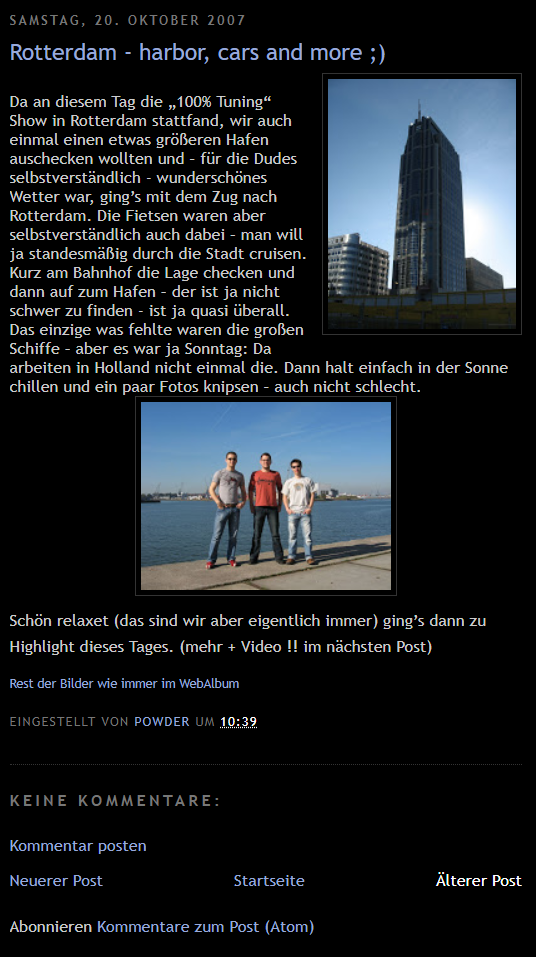 SAMSTAG, 20. OKTOBER 2007
Rotterdam - harbor, cars and more ;)
Da an diesem Tag die „100% Tuning“
Show in Rotterdam stattfand, wir auch
einmal einen etwas größeren Hafen
auschecken wollten und – für die Dudes
selbstverständlich – wunderschönes
Wetter war, ging’s mit dem Zug nach
Rotterdam. Die Fietsen waren aber
selbstverständlich auch dabei – man will
ja standesmäßig durch die Stadt cruisen.
Kurz am Bahnhof die Lage checken und
dann auf zum Hafen – der ist ja nicht
schwer zu finden - ist ja quasi überall.
Das einzige was fehlte waren die großen
Schiffe – aber es war ja Sonntag: Da
arbeiten in Holland nicht einmal die. Dann halt einfach in der Sonne
chillen und ein paar Fotos knipsen – auch nicht schlecht.
Schön relaxet (das sind wir aber eigentlich immer) ging’s dann zu
Highlight dieses Tages. (mehr + Video !! im nächsten Post)
Rest der Bilder wie immer im WebAlbum
EINGESTELLT VON POWDER UM 10:39
KEINE KOMMENTARE:
Kommentar posten
Neuerer Post Startseite Älterer Post
Abonnieren Kommentare zum Post (Atom)